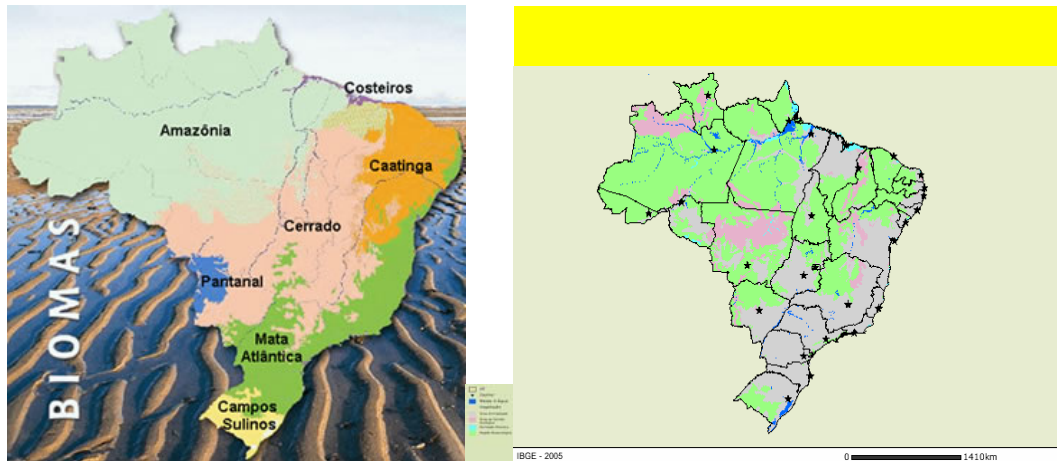 BIOMAS
Costeiros
Amazônia
Caatinga
Cerrado
Pantanal
Mata
Atlântica
Campos
Sulinos
IBGE - 2005
0
1410km